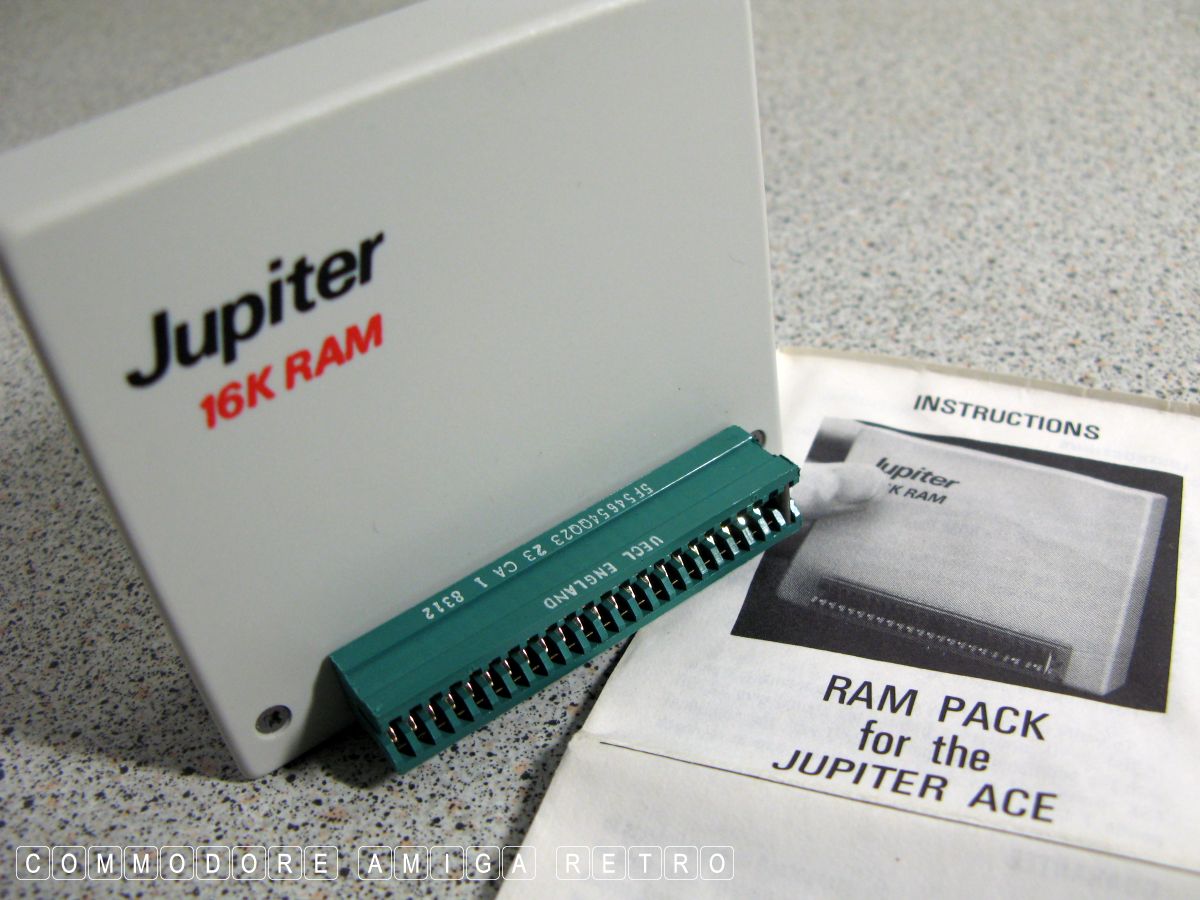 Jupiter
16K RAM
5F54654GQ23 23 CA 1 8312
UECL ENGLAND
INSTRUCTIONS
Jupiter
K RAM
RAM PACK
for the
JUPITER ACE
COMMODORE AMIGA RETRO